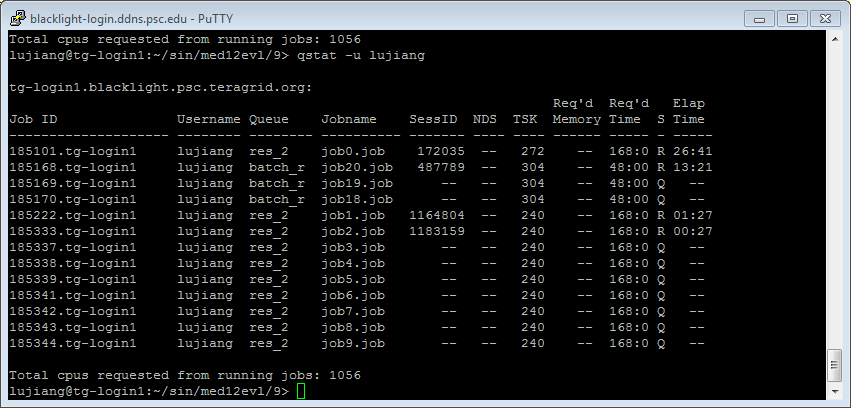 blacklight-login.ddns.psc.edu - PuTTY
Total cpus requested from running jobs: 1056
lujiang@tg-login1:~/sin/med12evl/9> qstat -u lujiang
tg-login1.blacklight.psc.teragrid.org:
Req'd Req'd Elap
Job ID Username Queue Jobname SessID NDS TSK Memory Time S Time
-------------------- -------- -------- ---------- ------- --- ---- ------ ----- - -----
185101.tg-login1 lujiang res_2 job0.job 172035 -- 272 -- 168:0 R 26:41
185168.tg-login1 lujiang batch_r job20.job 487789 -- 304 -- 48:00 R 13:21
185169.tg-login1 lujiang batch_r job19.job -- -- 304 -- 48:00 Q --
185170.tg-login1 lujiang batch_r job18.job -- -- 304 -- 48:00 Q --
185222.tg-login1 lujiang res_2 job1.job 1164804 -- 240 -- 168:0 R 01:27
185333.tg-login1 lujiang res_2 job2.job 1183159 -- 240 -- 168:0 R 00:27
185337.tg-login1 lujiang res_2 job3.job -- -- 240 -- 168:0 Q --
185338.tg-login1 lujiang res_2 job4.job -- -- 240 -- 168:0 Q --
185339.tg-login1 lujiang res_2 job5.job -- -- 240 -- 168:0 Q --
185341.tg-login1 lujiang res_2 job6.job -- -- 240 -- 168:0 Q --
185342.tg-login1 lujiang res_2 job7.job -- -- 240 -- 168:0 Q --
185343.tg-login1 lujiang res_2 job8.job -- -- 240 -- 168:0 Q --
185344.tg-login1 lujiang res_2 job9.job -- -- 240 -- 168:0 Q --
Total cpus requested from running jobs: 1056
lujiang@tg-login1:~/sin/med12evl/9>